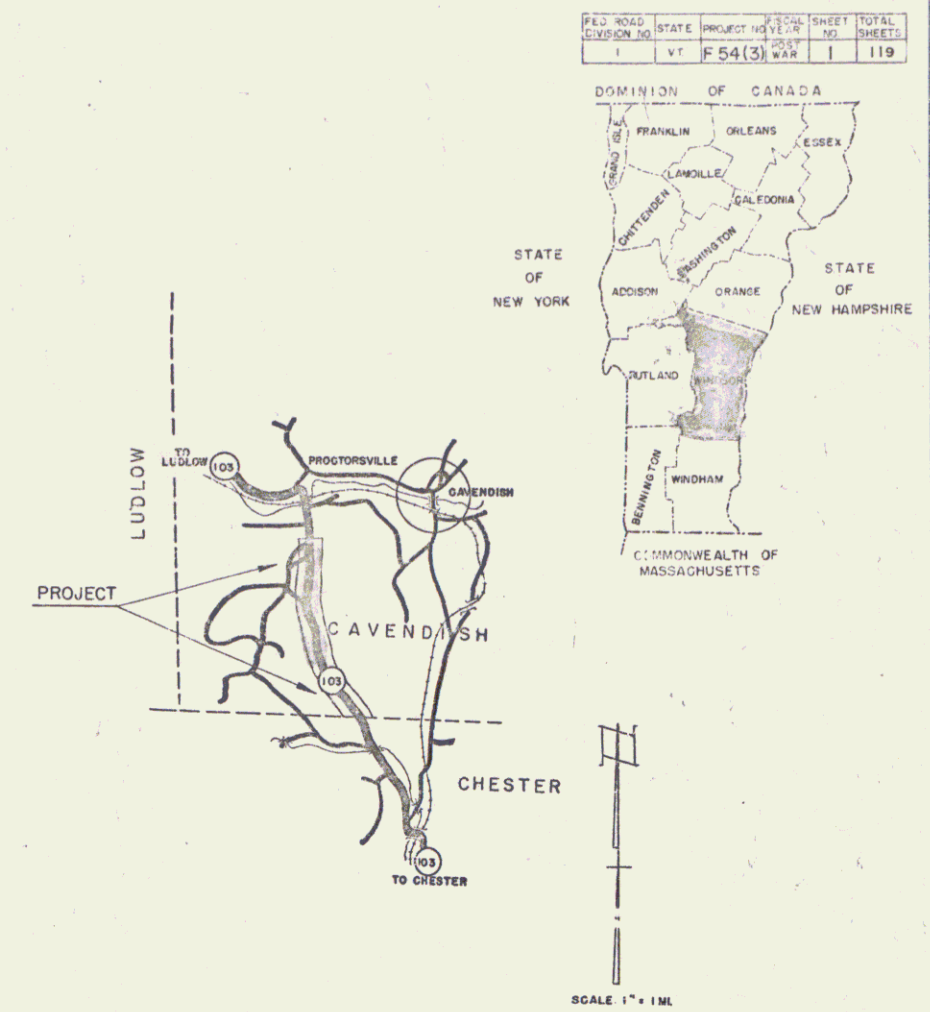 FED. ROAD DIVISION NO. STATE PROJECT NO. FISCAL YEAR SHEET NO. TOTAL SHEETS
1 VT. F 54(3) POST WAR 1 119
DOMINION OF CANADA
GRAND ISLE
FRANKLIN
ORLEANS
ESSEX
LAMOILLE
CALEDONIA
CHITTENDEN
WASHINGTON
STATE
OF
NEW YORK
STATE
OF
NEW HAMPSHIRE
ADDISON
ORANGE
RUTLAND
WINDSOR
BENNINGTON
WINDHAM
COMMONWEALTH OF
MASSACHUSETTS
LUDLOW
TO
LUDLOW
103
PROCTORSVILLE
CAVENDISH
PROJECT
CAVENDISH
103
CHESTER
103
TO CHESTER
SCALE 1" = 1 MI.